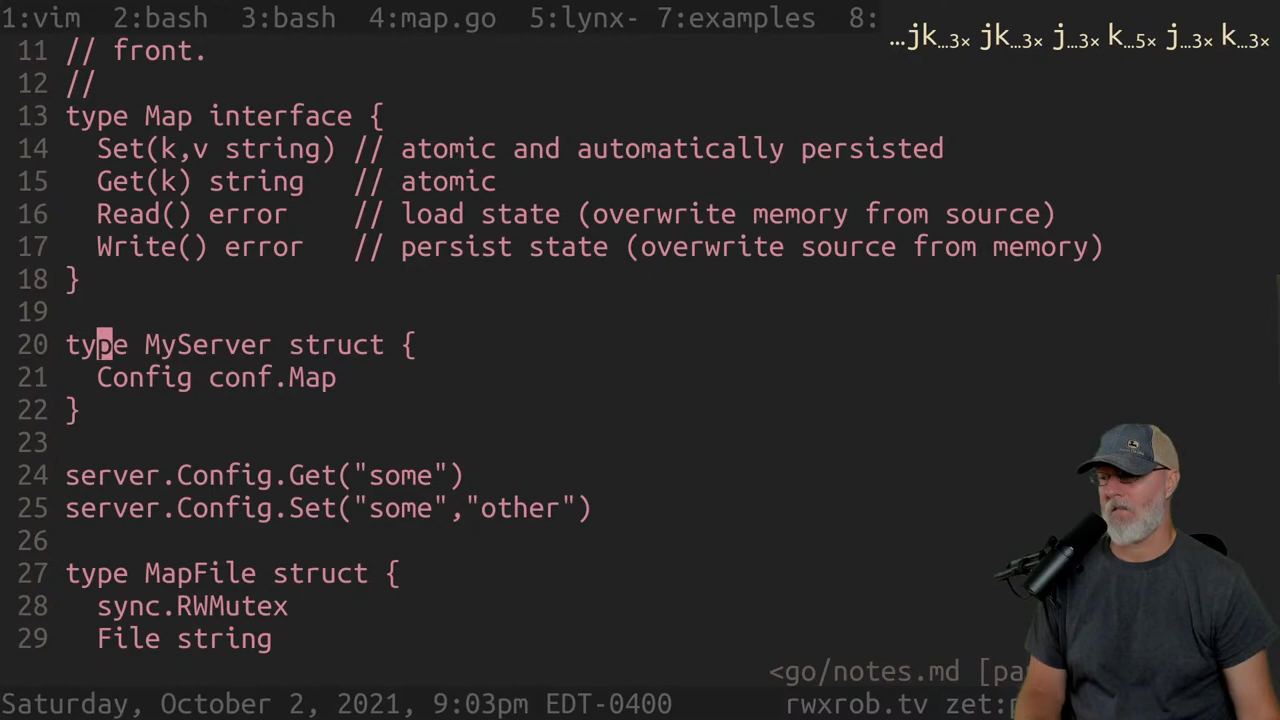 1:vim 2:bash 3:bash 4:map.go 5:lynx- 7:examples 8:
…jk…3× jk…3× j…3× k…5× j…3× k…3×
11 // front.
12 //
13 type Map interface {
14 Set(k,v string) // atomic and automatically persisted
15 Get(k) string // atomic
16 Read() error // load state (overwrite memory from source)
17 Write() error // persist state (overwrite source from memory)
18 }
19
20 type MyServer struct {
21 Config conf.Map
22 }
23
24 server.Config.Get("some")
25 server.Config.Set("some","other")
26
27 type MapFile struct {
28 sync.RWMutex
29 File string
<go/notes.md [pa
Saturday, October 2, 2021, 9:03pm EDT-0400 rwxrob.tv zet:p